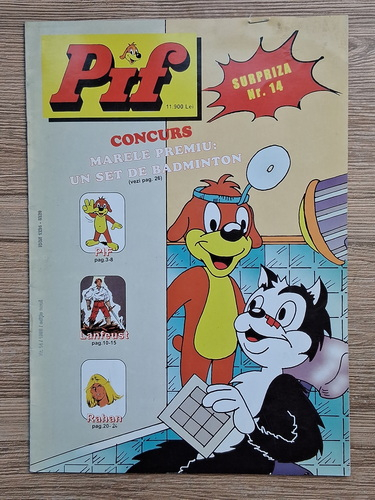 Pif
11.900 Lei
SURPRIZA
Nr. 14
CONCURS
MARELE PREMIU:
UN SET DE BADMINTON
(vezi pag. 26)
PIF
pag.3-8
Lanfeust
pag.10-15
Rahan